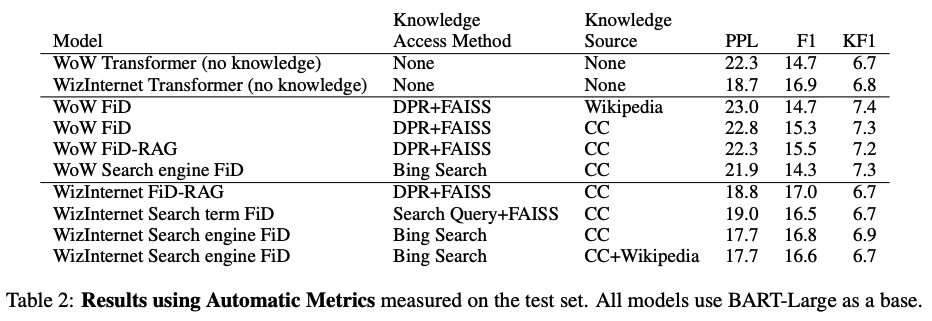 Knowledge Knowledge
Model Access Method Source PPL F1 KF1
WoW Transformer (no knowledge) None None 22.3 14.7 6.7
WizInternet Transformer (no knowledge) None None 18.7 16.9 6.8
WoW FiD DPR+FAISS Wikipedia 23.0 14.7 7.4
WoW FiD DPR+FAISS CC 22.8 15.3 7.3
WoW FiD-RAG DPR+FAISS CC 22.3 15.5 7.2
WoW Search engine FiD Bing Search CC 21.9 14.3 7.3
WizInternet FiD-RAG DPR+FAISS CC 18.8 17.0 6.7
WizInternet Search term FiD Search Query+FAISS CC 19.0 16.5 6.7
WizInternet Search engine FiD Bing Search CC 17.7 16.8 6.9
WizInternet Search engine FiD Bing Search CC+Wikipedia 17.7 16.6 6.7
Table 2: Results using Automatic Metrics measured on the test set. All models use BART-Large as a base.